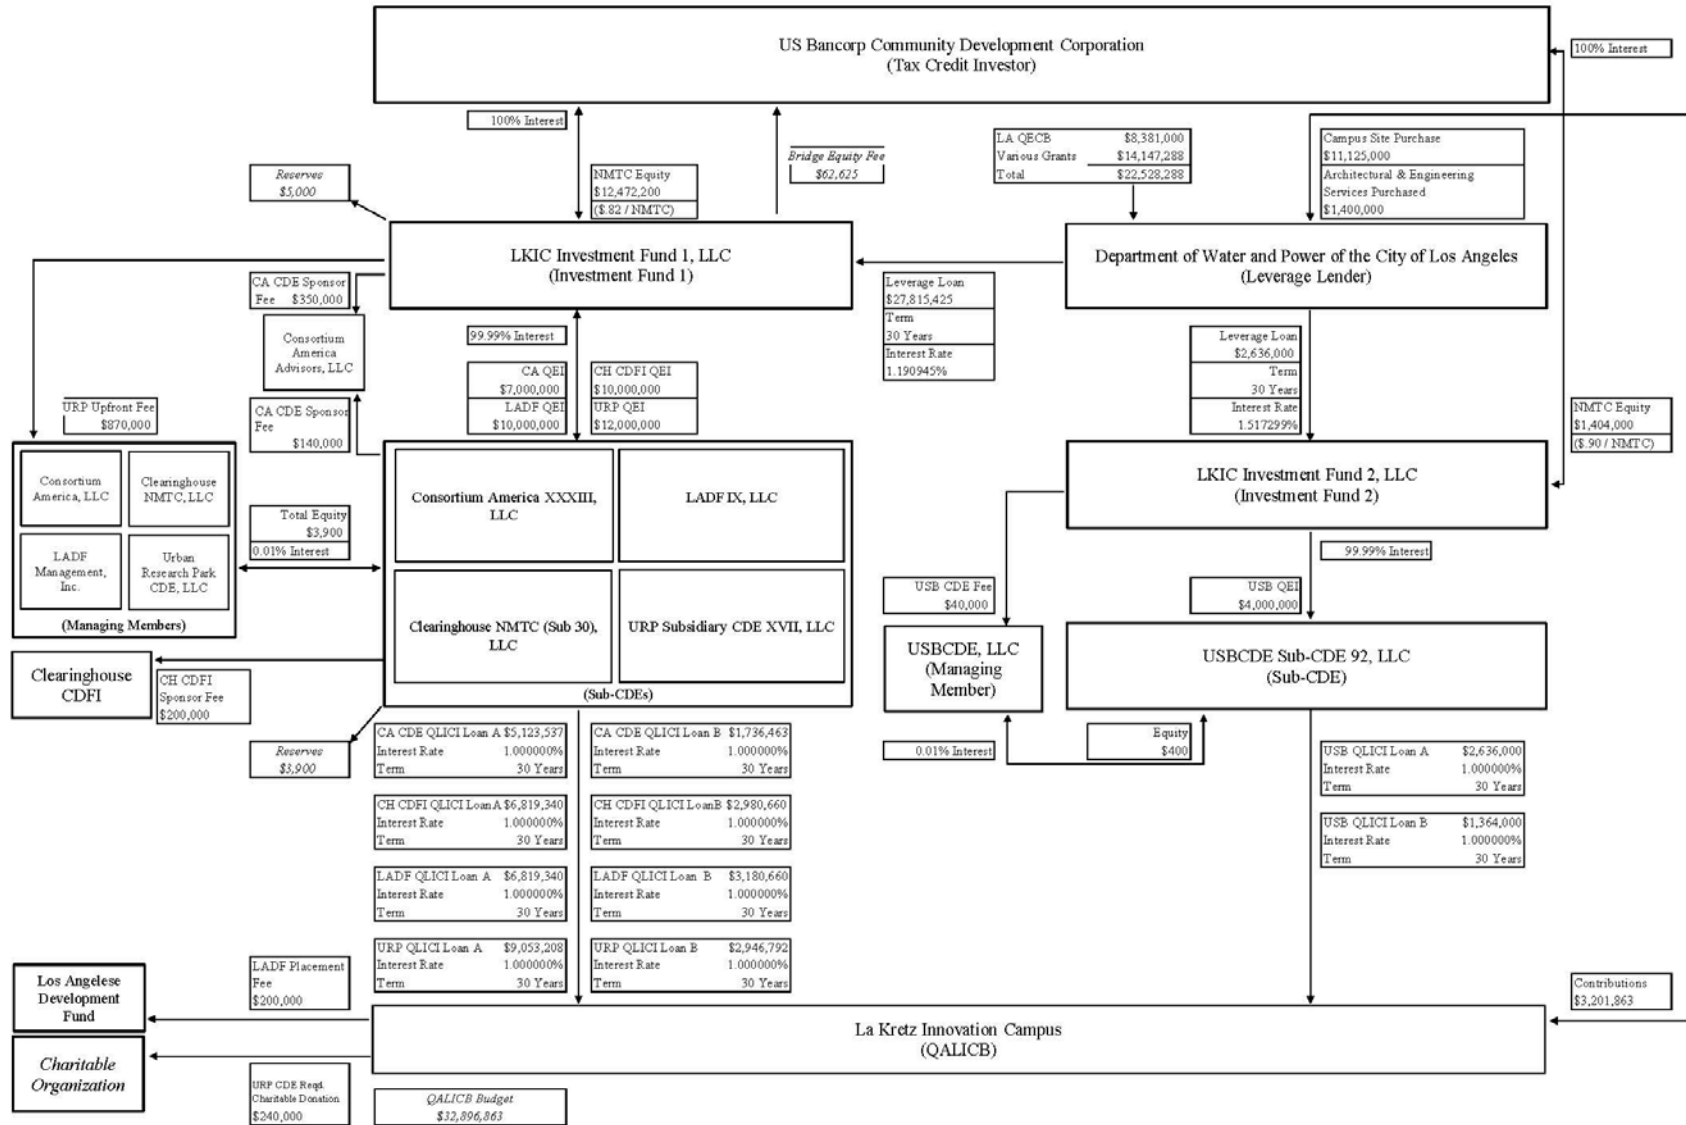 US Bancorp Community Development Corporation
(Tax Credit Investor)
100% Interest
100% Interest
Reserves
$5,000
NMTC Equity
$12,472,200
($.82 / NMTC)
Bridge Equity Fee
$62,625
LA QECB $8,381,000
Various Grants $14,147,288
Total $22,528,288
Campus Site Purchase
$11,125,000
Architectural & Engineering
Services Purchased
$1,400,000
LKIC Investment Fund 1, LLC
(Investment Fund 1)
Department of Water and Power of the City of Los Angeles
(Leverage Lender)
CA CDE Sponsor
Fee $350,000
Consortium
America
Advisors, LLC
99.99% Interest
Leverage Loan
$27,815,425
Term
30 Years
Interest Rate
1.190945%
Leverage Loan
$2,636,000
Term
30 Years
Interest Rate
1.517299%
CA QEI
$7,000,000
LADF QEI
$10,000,000
CH CDFI QEI
$10,000,000
URP QEI
$12,000,000
URP Upfront Fee
$870,000
CA CDE Sponsor
Fee
$140,000
NMTC Equity
$1,404,000
($.90 / NMTC)
Consortium
America, LLC
Clearinghouse
NMTC, LLC
LADF
Management,
Inc.
Urban
Research Park
CDE, LLC
(Managing Members)
Total Equity
$3,900
0.01% Interest
Consortium America XXXIII,
LLC
LADF IX, LLC
Clearinghouse NMTC (Sub 30),
LLC
URP Subsidiary CDE XVII, LLC
(Sub-CDEs)
LKIC Investment Fund 2, LLC
(Investment Fund 2)
99.99% Interest
USB CDE Fee
$40,000
USB QEI
$4,000,000
USBCDE, LLC
(Managing
Member)
USBCDE Sub-CDE 92, LLC
(Sub-CDE)
Clearinghouse
CDFI
CH CDFI
Sponsor Fee
$200,000
Reserves
$3,900
0.01% Interest
Equity
$400
CA CDE QLICI Loan A $5,123,537
Interest Rate 1.000000%
Term 30 Years
CA CDE QLICI Loan B $1,736,463
Interest Rate 1.000000%
Term 30 Years
USB QLICI Loan A $2,636,000
Interest Rate 1.000000%
Term 30 Years
CH CDFI QLICI Loan A $6,819,340
Interest Rate 1.000000%
Term 30 Years
CH CDFI QLICI LoanB $2,980,660
Interest Rate 1.000000%
Term 30 Years
USB QLICI Loan B $1,364,000
Interest Rate 1.000000%
Term 30 Years
LADF QLICI Loan A $6,819,340
Interest Rate 1.000000%
Term 30 Years
LADF QLICI Loan B $3,180,660
Interest Rate 1.000000%
Term 30 Years
URP QLICI Loan A $9,053,208
Interest Rate 1.000000%
Term 30 Years
URP QLICI Loan B $2,946,792
Interest Rate 1.000000%
Term 30 Years
Los Angelese
Development
Fund
LADF Placement
Fee
$200,000
Contributions
$3,201,863
La Kretz Innovation Campus
(QALICB)
Charitable
Organization
URP CDE Reqd.
Charitable Donation
$240,000
QALICB Budget
$32,896,863